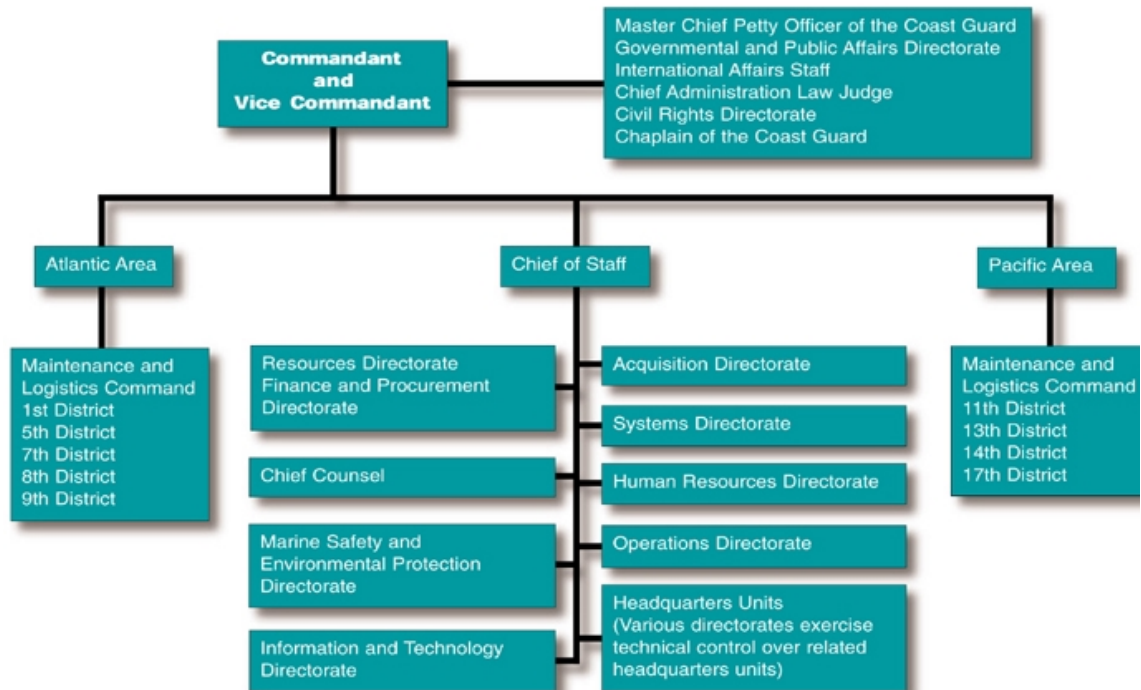 Commandant
and
Vice Commandant
Master Chief Petty Officer of the Coast Guard
Governmental and Public Affairs Directorate
International Affairs Staff
Chief Administration Law Judge
Civil Rights Directorate
Chaplain of the Coast Guard
Atlantic Area
Chief of Staff
Pacific Area
Maintenance and
Logistics Command
1st District
5th District
7th District
8th District
9th District
Resources Directorate
Finance and Procurement
Directorate
Chief Counsel
Marine Safety and
Environmental Protection
Directorate
Information and Technology
Directorate
Acquisition Directorate
Systems Directorate
Human Resources Directorate
Operations Directorate
Headquarters Units
(Various directorates exercise
technical control over related
headquarters units)
Maintenance and
Logistics Command
11th District
13th District
14th District
17th District